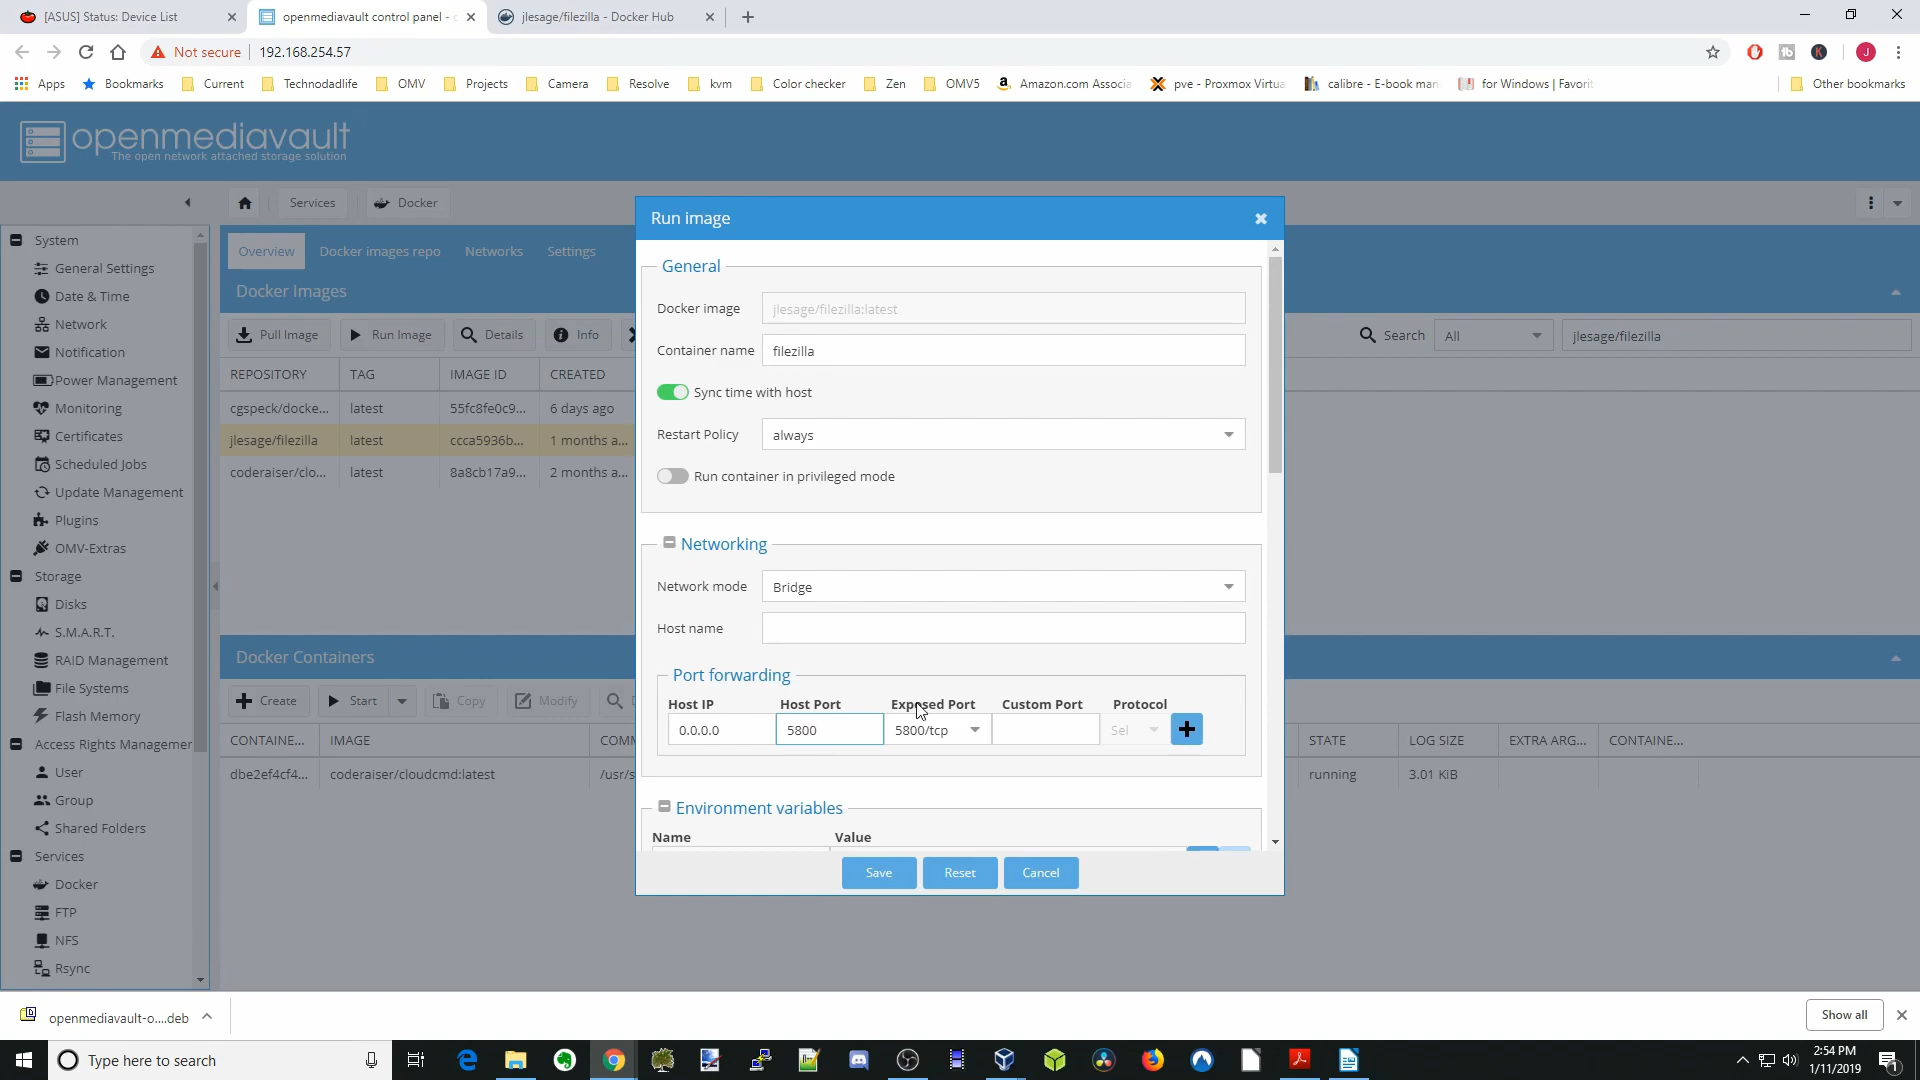 [ASUS] Status: Device List
openmediavault control panel - c
jlesage/filezilla - Docker Hub
Not secure
192.168.254.57
Apps
Bookmarks
Current
Technodadlife
OMV
Projects
Camera
Resolve
kvm
Color checker
Zen
OMV5
Amazon.com Associa
pve - Proxmox Virtua
calibre - E-book man
for Windows | Favorit
Other bookmarks
openmediavault
The open network attached storage solution
Services
Docker
System
General Settings
Date & Time
Network
Notification
Power Management
Monitoring
Certificates
Scheduled Jobs
Update Management
Plugins
OMV-Extras
Storage
Disks
S.M.A.R.T.
RAID Management
File Systems
Flash Memory
Access Rights Managemer
User
Group
Shared Folders
Services
Docker
FTP
NFS
Rsync
Overview
Docker images repo
Networks
Settings
Docker Images
Pull Image
Run Image
Details
Info
Search
All
jlesage/filezilla
REPOSITORY
TAG
IMAGE ID
CREATED
cgspeck/docke...
latest
55fc8fe0c9...
6 days ago
jlesage/filezilla
latest
ccca5936b...
1 months a...
coderaiser/clo...
latest
8a8cb17a9...
2 months a...
Docker Containers
Create
Start
Copy
Modify
D
CONTAINE...
IMAGE
COMM
STATE
LOG SIZE
EXTRA ARG...
CONTAINE...
dbe2ef4cf4...
coderaiser/cloudcmd:latest
/usr/s
running
3.01 KiB
Run image
General
Docker image
jlesage/filezilla:latest
Container name
filezilla
Sync time with host
Restart Policy
always
Run container in privileged mode
Networking
Network mode
Bridge
Host name
Port forwarding
Host IP
Host Port
Exposed Port
Custom Port
Protocol
0.0.0.0
5800
5800/tcp
Sel
Environment variables
Name
Value
Save
Reset
Cancel
openmediavault-o....deb
Show all
Type here to search
2:54 PM
1/11/2019